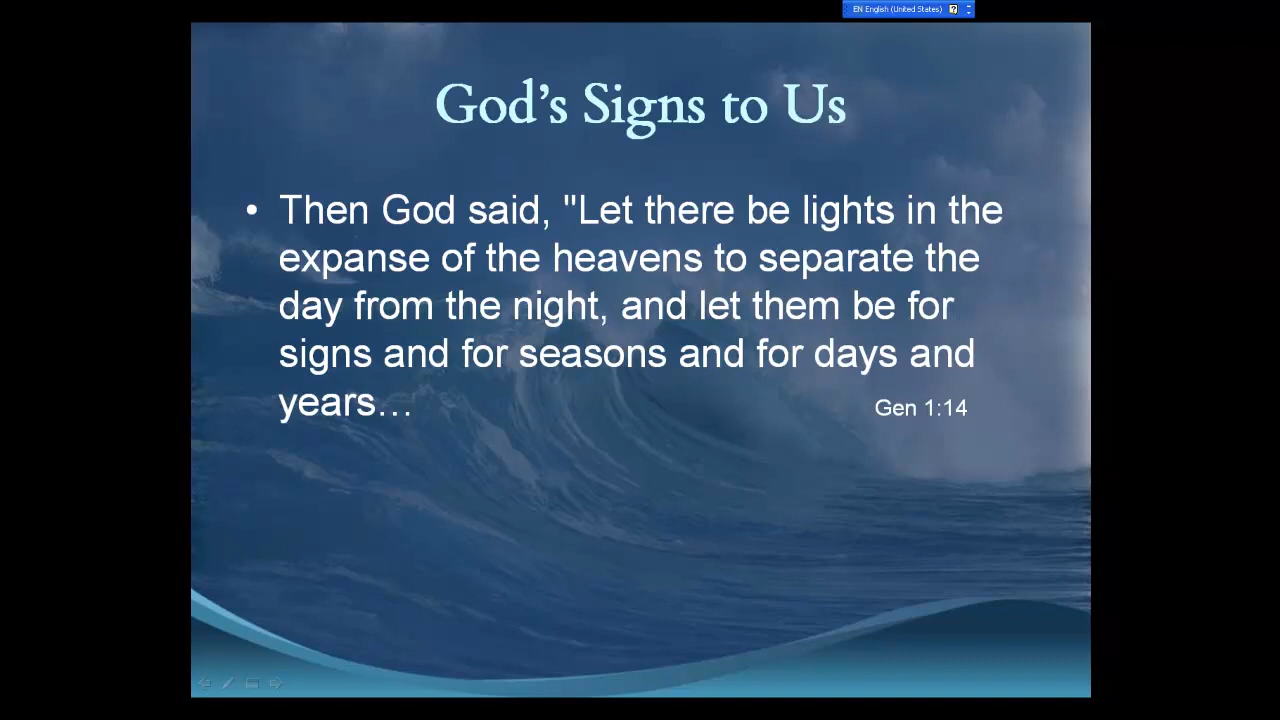 EN English (United States) ?
God's Signs to Us
• Then God said, "Let there be lights in the
expanse of the heavens to separate the
day from the night, and let them be for
signs and for seasons and for days and
years… Gen 1:14